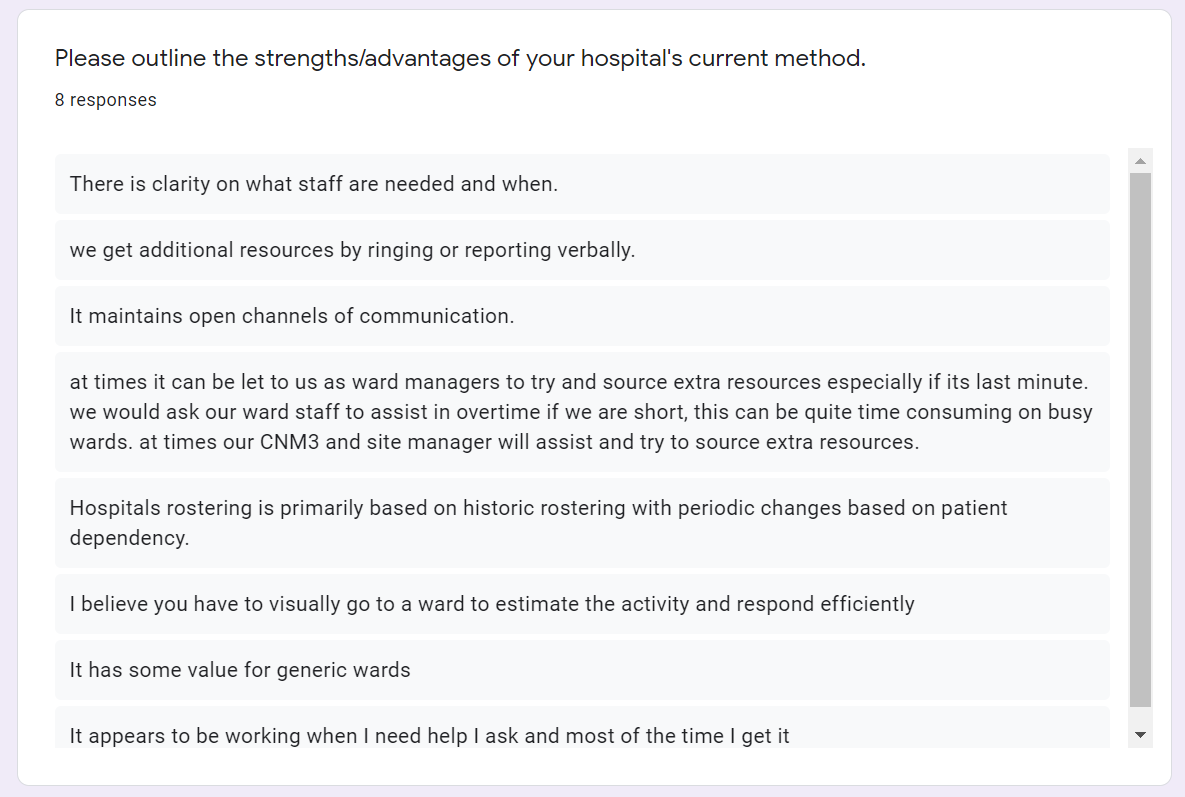 Please outline the strengths/advantages of your hospital's current method.
8 responses
There is clarity on what staff are needed and when.
we get additional resources by ringing or reporting verbally.
It maintains open channels of communication.
at times it can be let to us as ward managers to try and source extra resources especially if its last minute.
we would ask our ward staff to assist in overtime if we are short, this can be quite time consuming on busy
wards. at times our CNM3 and site manager will assist and try to source extra resources.
Hospitals rostering is primarily based on historic rostering with periodic changes based on patient
dependency.
I believe you have to visually go to a ward to estimate the activity and respond efficiently
It has some value for generic wards
It appears to be working when I need help I ask and most of the time I get it